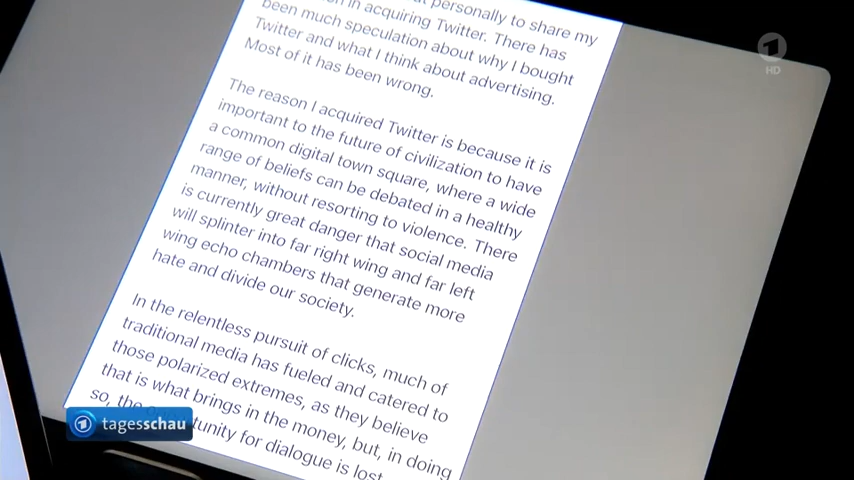 personally to share my
in acquiring Twitter. There has
been much speculation about why I bought
Twitter and what I think about advertising.
Most of it has been wrong.
The reason I acquired Twitter is because it is
important to the future of civilization to have
a common digital town square, where a wide
range of beliefs can be debated in a healthy
manner, without resorting to violence. There
is currently great danger that social media
will splinter into far right wing and far left
wing echo chambers that generate more
hate and divide our society.
In the relentless pursuit of clicks, much of
traditional media has fueled and catered to
those polarized extremes, as they believe
that is what brings in the money, but, in doing
so, the opportunity for dialogue is lost
1
HD
1 tagesschau